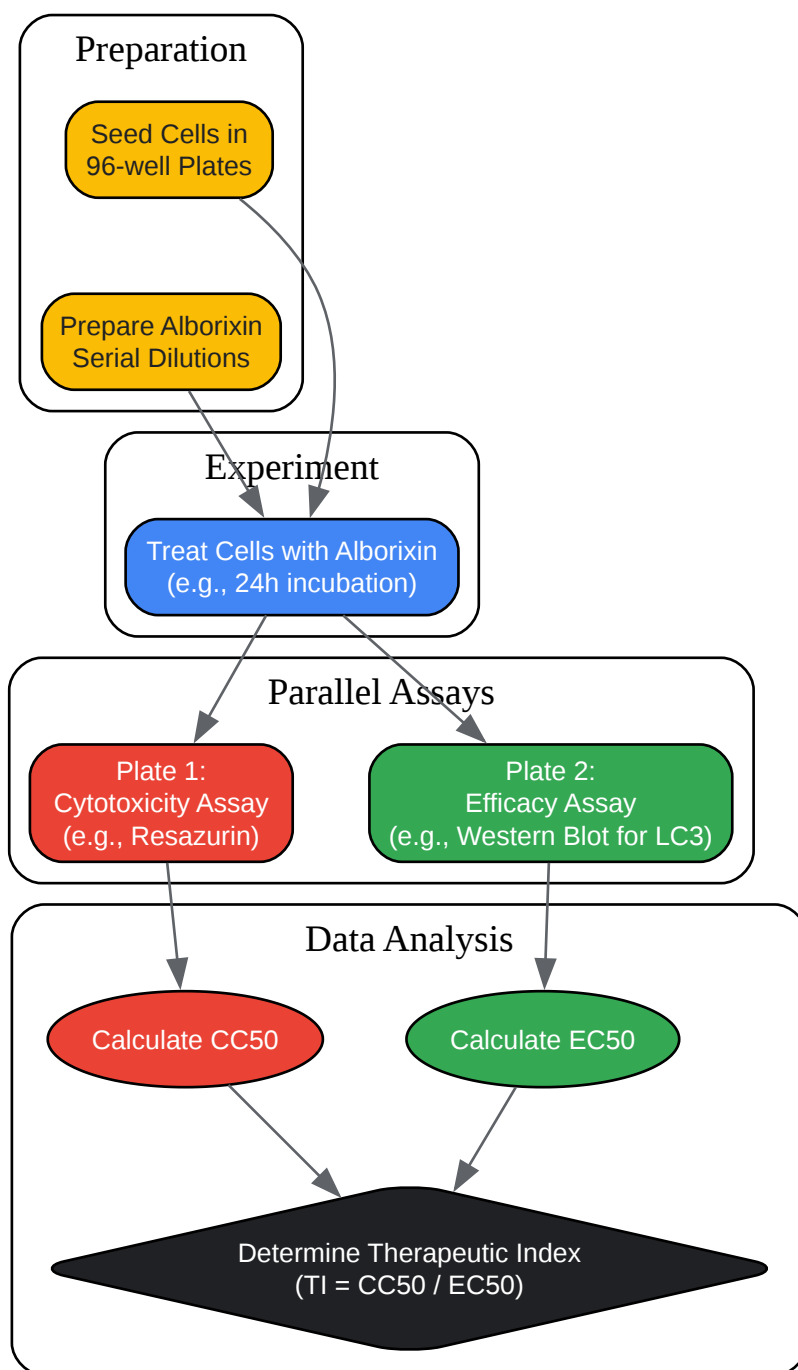 Preparation
Seed Cells in
96-well Plates
Prepare Alborixin
Serial Dilutions
Experiment
Treat Cells with Alborixin
(e.g., 24h incubation)
Parallel Assays
Plate 1:
Cytotoxicity Assay
(e.g., Resazurin)
Plate 2:
Efficacy Assay
(e.g., Western Blot for LC3)
Data Analysis
Calculate CC50
Calculate EC50
Determine Therapeutic Index
(TI = CC50 / EC50)